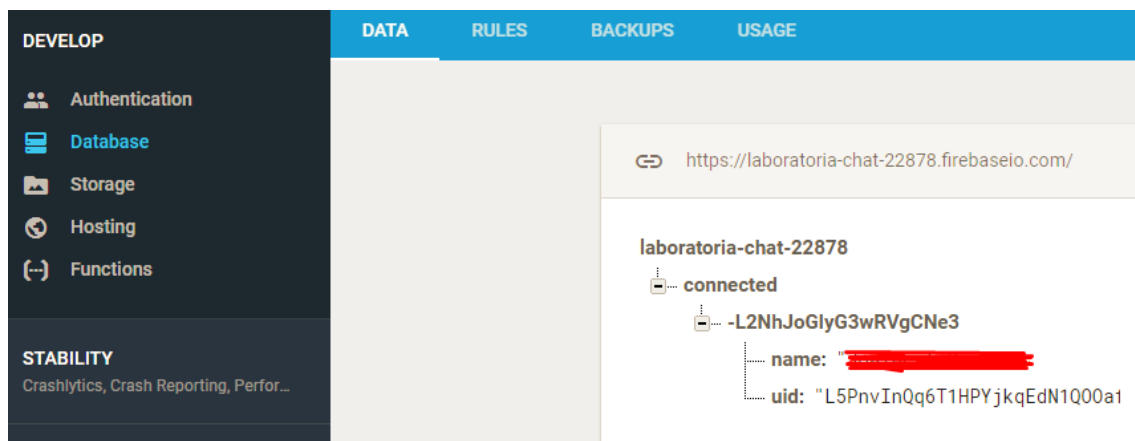 DEVELOP
Authentication
Database
Storage
Hosting
Functions
STABILITY
Crashlytics, Crash Reporting, Perfor...
DATA RULES BACKUPS USAGE
https://laboratoria-chat-22878.firebaseio.com/
laboratoria-chat-22878
connected
-L2NhJoGlyG3wRVgCNe3
name: "
uid: "L5PnvInQq6T1HPYjkqEdN1Q0Oa1